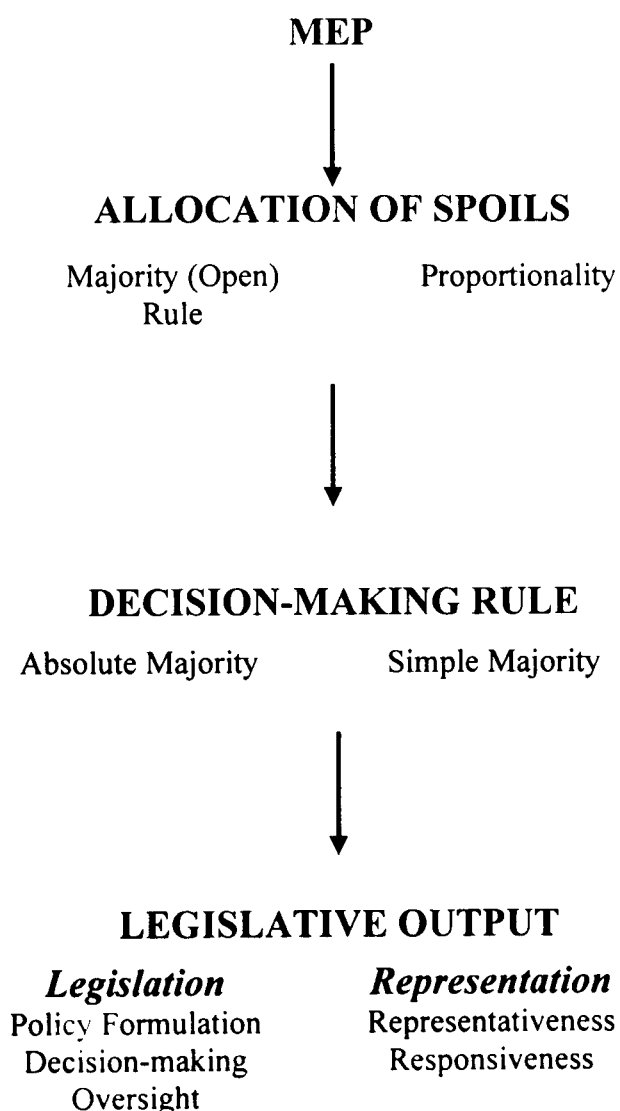 MEP
ALLOCATION OF SPOILS
Majority (Open) Proportionality
Rule
DECISION-MAKING RULE
Absolute Majority Simple Majority
LEGISLATIVE OUTPUT
Legislation Representation
Policy Formulation Representativeness
Decision-making Responsiveness
Oversight